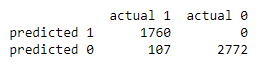 actual 1 actual 0
predicted 1 1760 0
predicted 0 107 2772